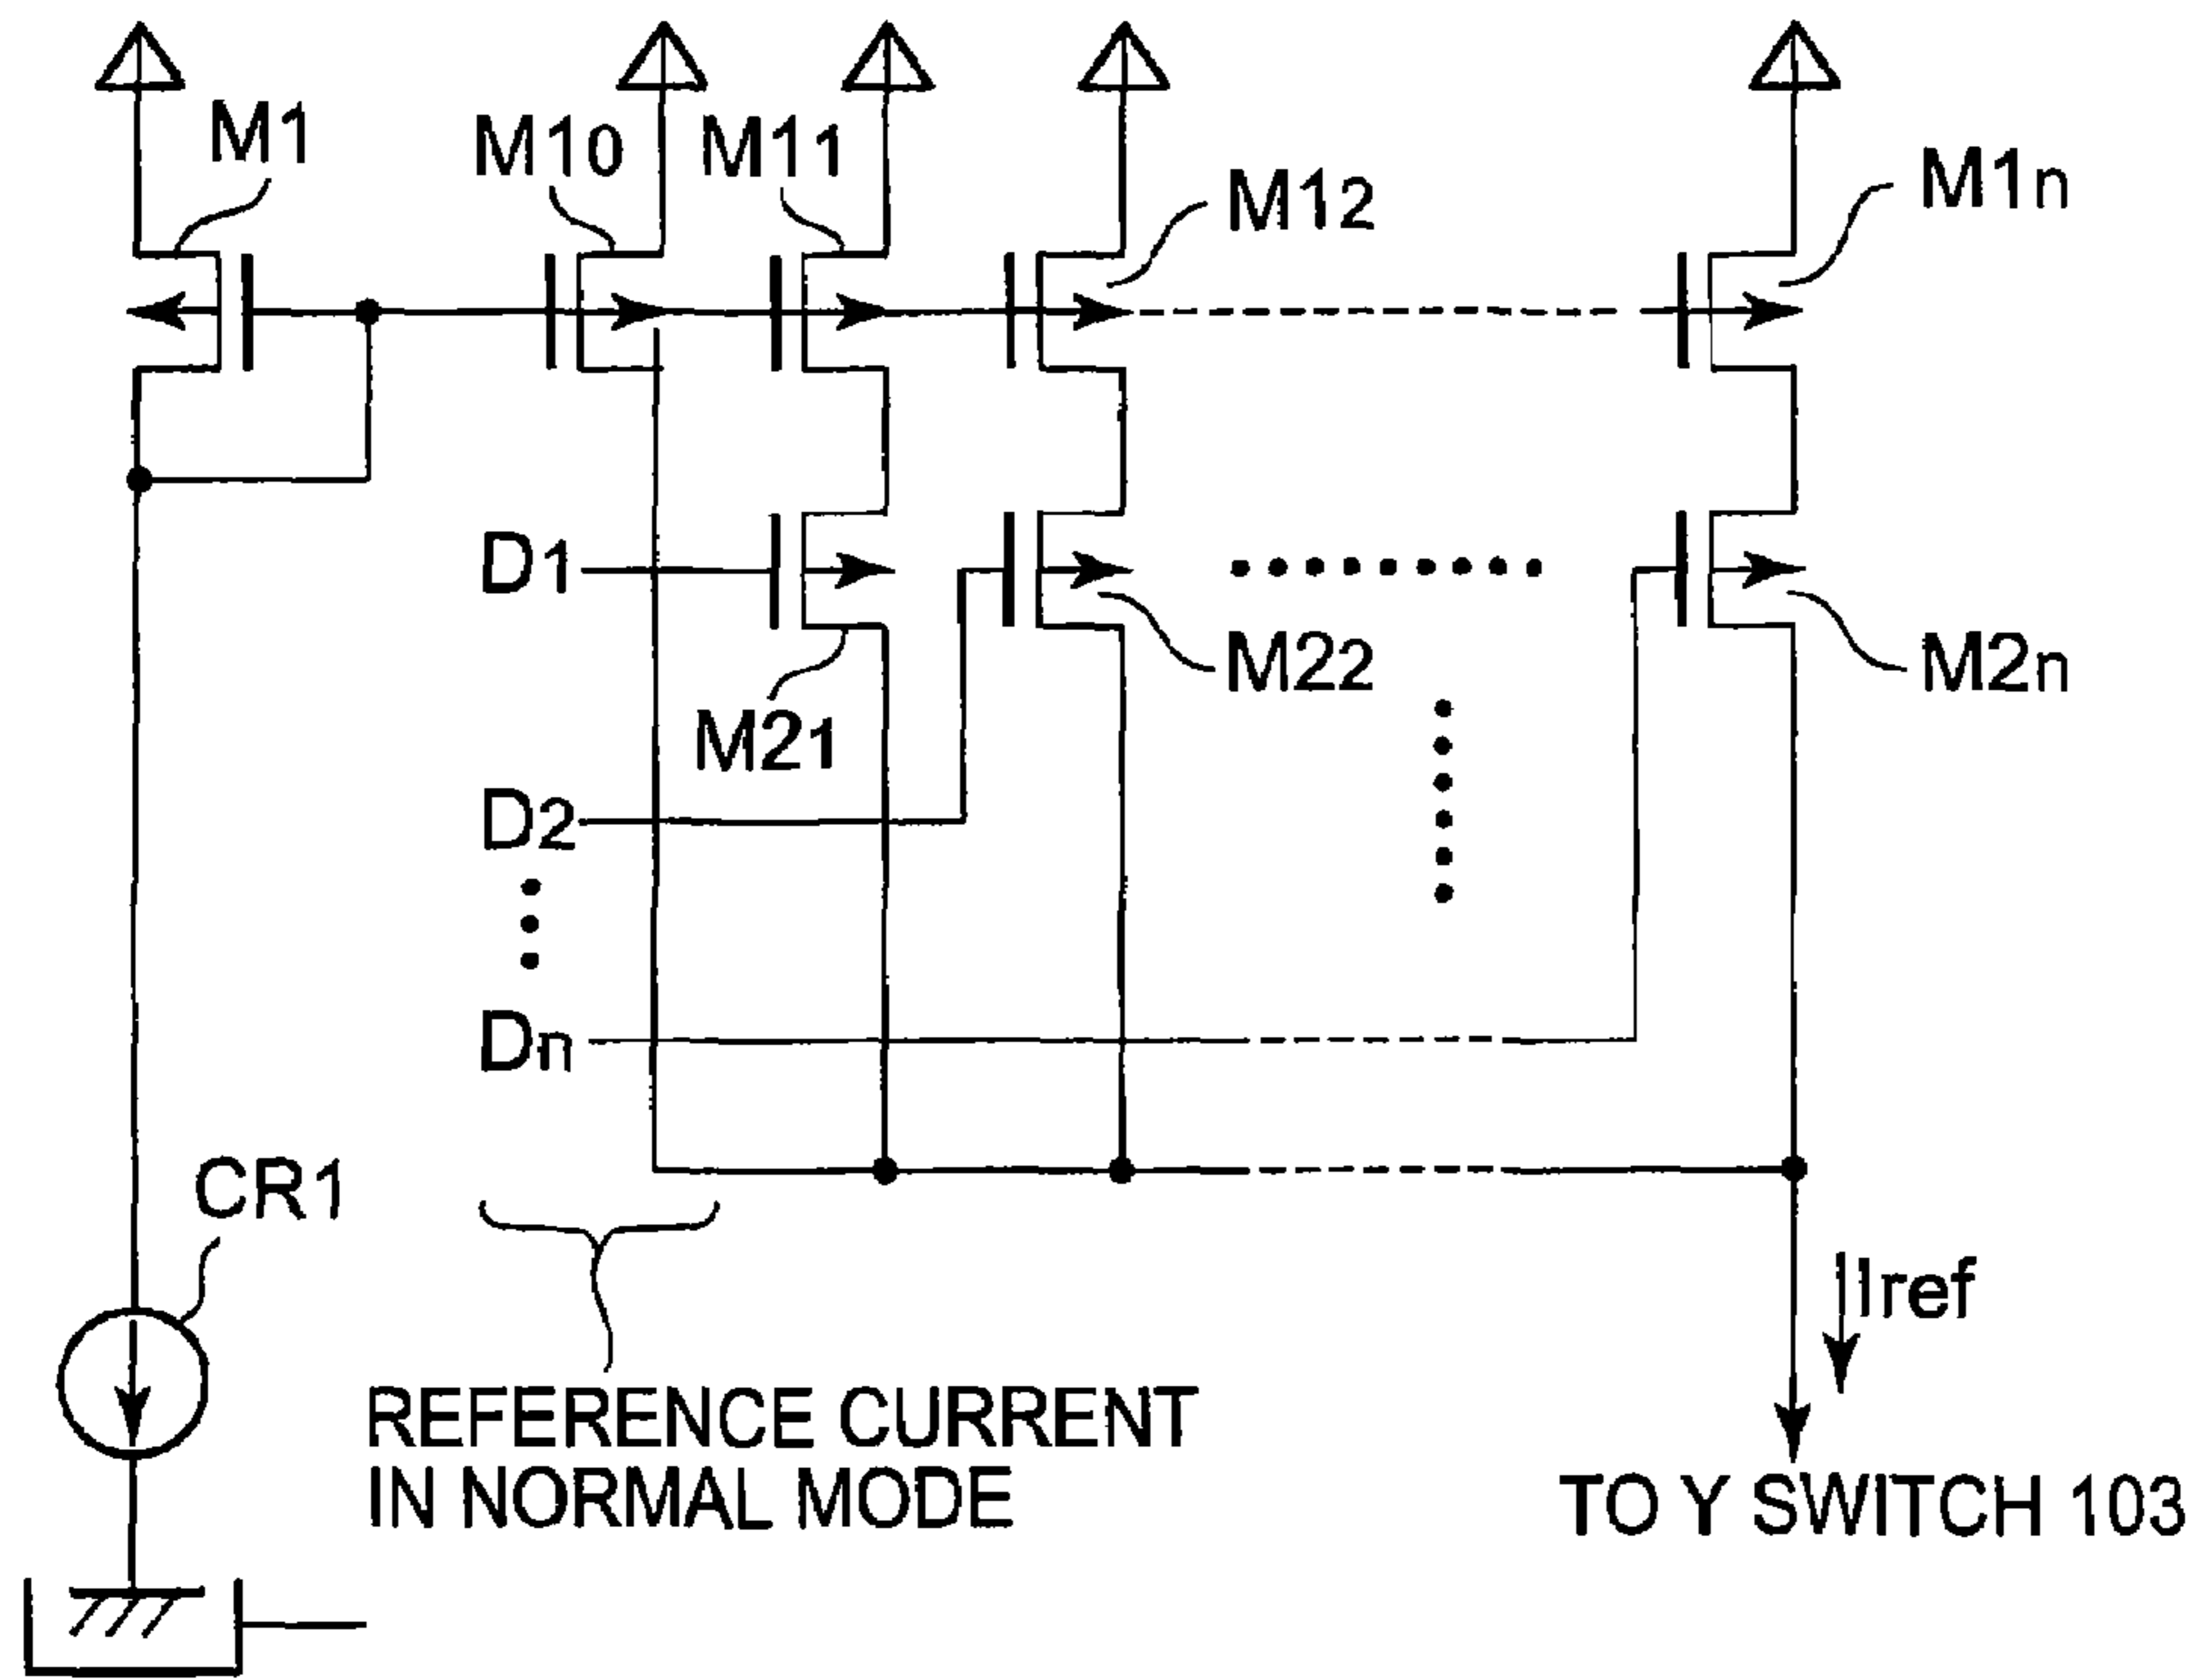 M1
M10
M11
M12
M1n
D1
M21
M22
M2n
D2
Dn
CR1
Iref
REFERENCE CURRENT
IN NORMAL MODE
TO Y SWITCH 103